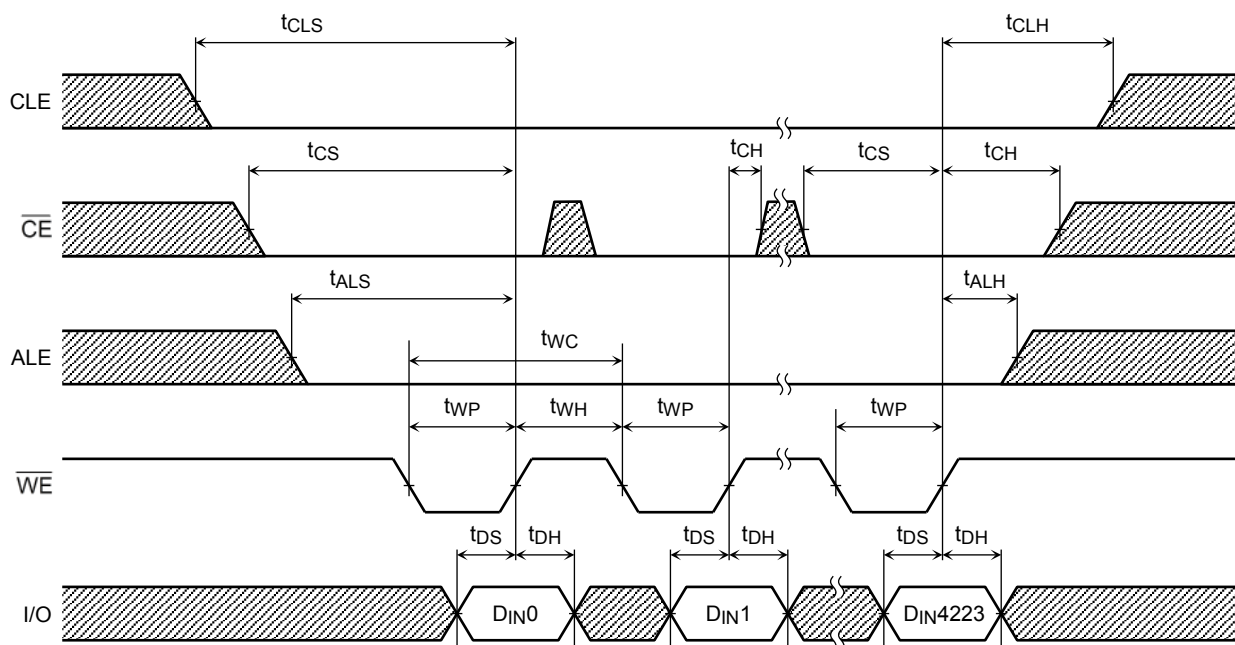 tCLS tCLH
CLE
tCS tCH tCS tCH
CE
tALS tALH
ALE
tWC
tWP tWH tWP tWP
WE
tDS tDH tDS tDH tDS tDH
I/O DIN0 DIN1 DIN4223